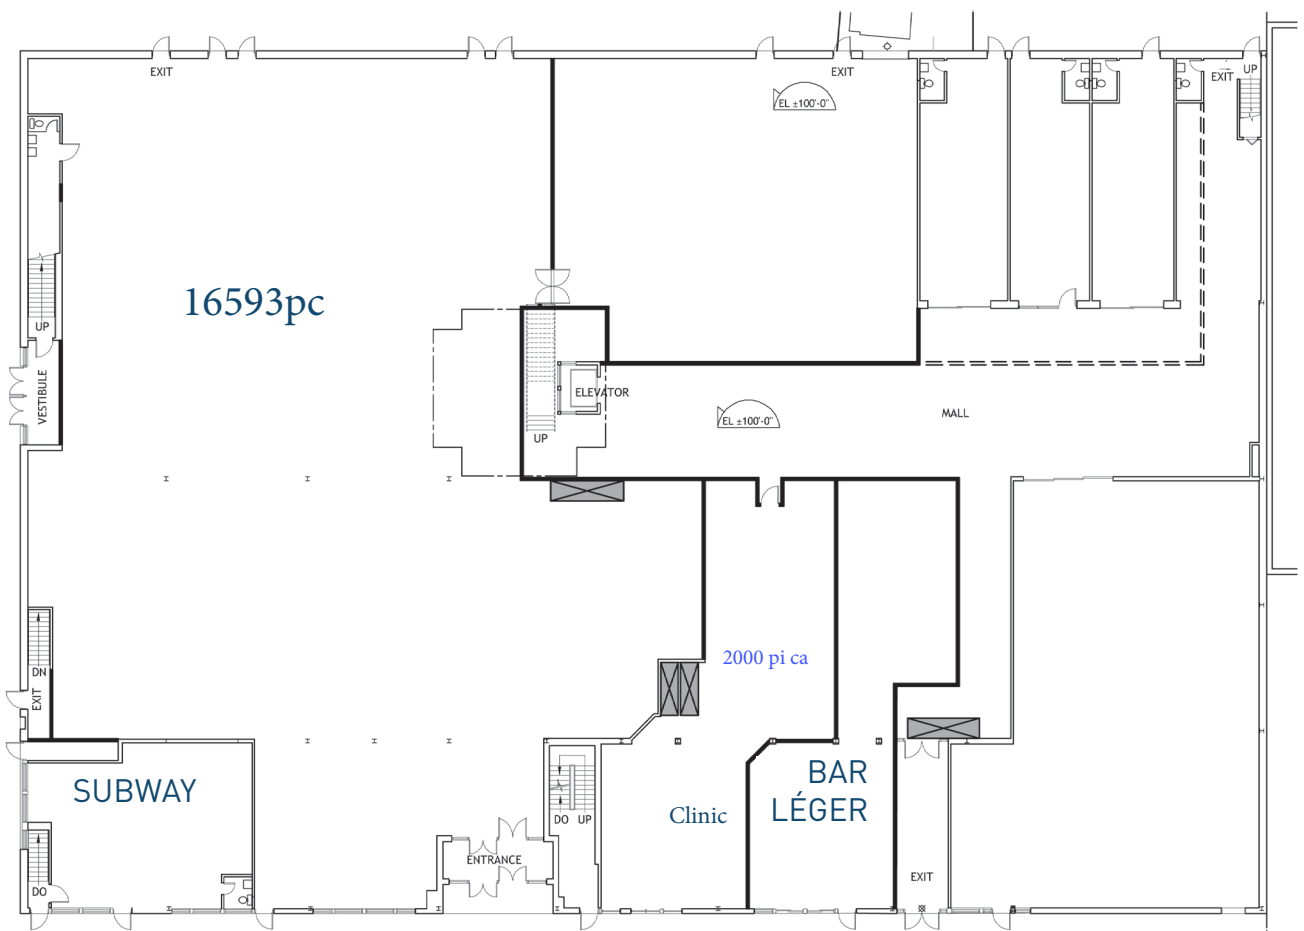 EXIT
EXIT
EXIT
UP
EL ±100'-0"
16593pc
UP
VESTIBULE
ELEVATOR
EL ±100'-0"
MALL
UP
2000 pi ca
DN
EXIT
SUBWAY
BAR
LÉGER
Clinic
DO UP
ENTRANCE
EXIT
DO